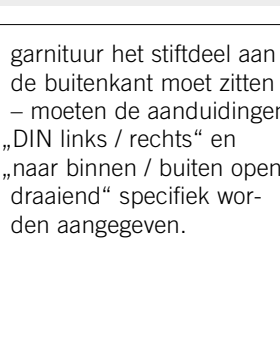 garnituur het stiftdeel aan
de buitenkant moet zitten
– moeten de aanduidingen
„DIN links / rechts“ en
„naar binnen / buiten open
draaiend“ specifiek wor-
den aangegeven.